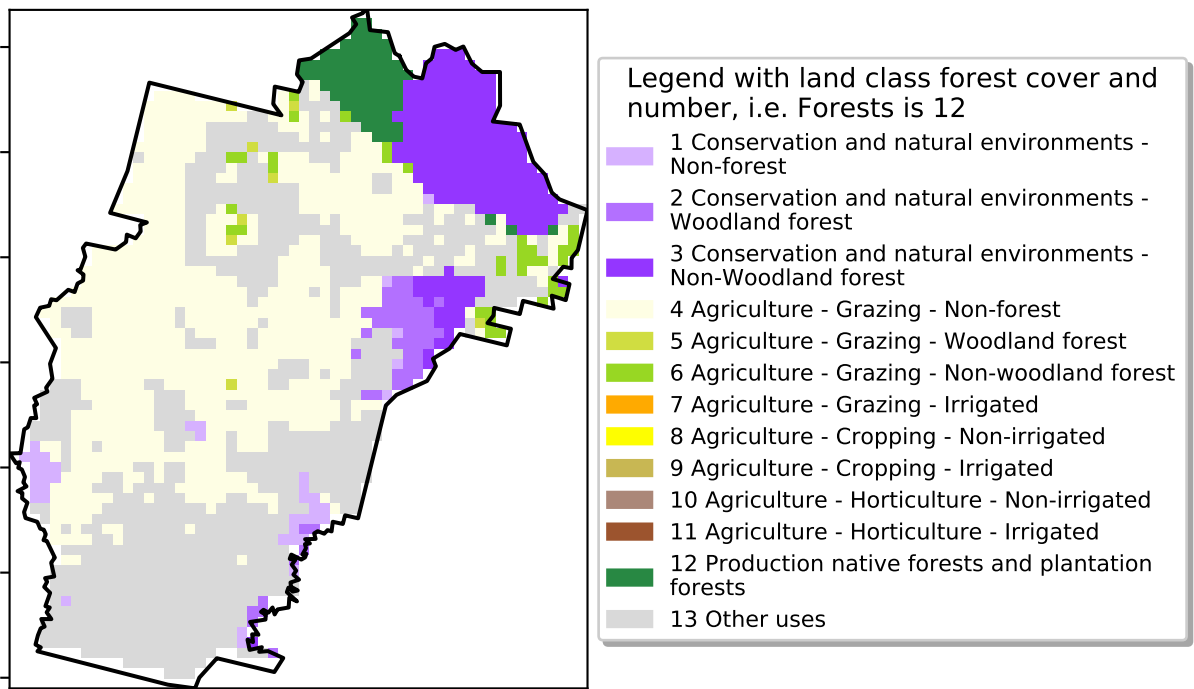 Legend with land class forest cover and
number, i.e. Forests is 12
1 Conservation and natural environments -
Non-forest
2 Conservation and natural environments -
Woodland forest
3 Conservation and natural environments -
Non-Woodland forest
4 Agriculture - Grazing - Non-forest
5 Agriculture - Grazing - Woodland forest
6 Agriculture - Grazing - Non-woodland forest
7 Agriculture - Grazing - Irrigated
8 Agriculture - Cropping - Non-irrigated
9 Agriculture - Cropping - Irrigated
10 Agriculture - Horticulture - Non-irrigated
11 Agriculture - Horticulture - Irrigated
12 Production native forests and plantation
forests
13 Other uses